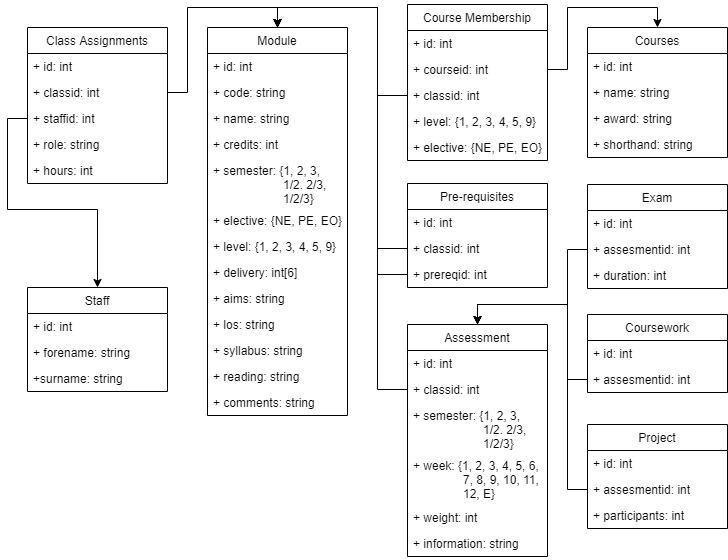 Class Assignments
+ id: int
+ classid: int
+ staffid: int
+ role: string
+ hours: int
Staff
+ id: int
+ forename: string
+surname: string
Module
+ id: int
+ code: string
+ name: string
+ credits: int
+ semester: {1, 2, 3,
1/2. 2/3,
1/2/3}
+ elective: {NE, PE, EO}
+ level: {1, 2, 3, 4, 5, 9}
+ delivery: int[6]
+ aims: string
+ los: string
+ syllabus: string
+ reading: string
+ comments: string
Course Membership
+ id: int
+ courseid: int
+ classid: int
+ level: {1, 2, 3, 4, 5, 9}
+ elective: {NE, PE, EO}
Pre-requisites
+ id: int
+ classid: int
+ prereqid: int
Assessment
+ id: int
+ classid: int
+ semester: {1, 2, 3,
1/2. 2/3,
1/2/3}
+ week: {1, 2, 3, 4, 5, 6,
7, 8, 9, 10, 11,
12, E}
+ weight: int
+ information: string
Courses
+ id: int
+ name: string
+ award: string
+ shorthand: string
Exam
+ id: int
+ assesmentid: int
+ duration: int
Coursework
+ id: int
+ assesmentid: int
Project
+ id: int
+ assesmentid: int
+ participants: int